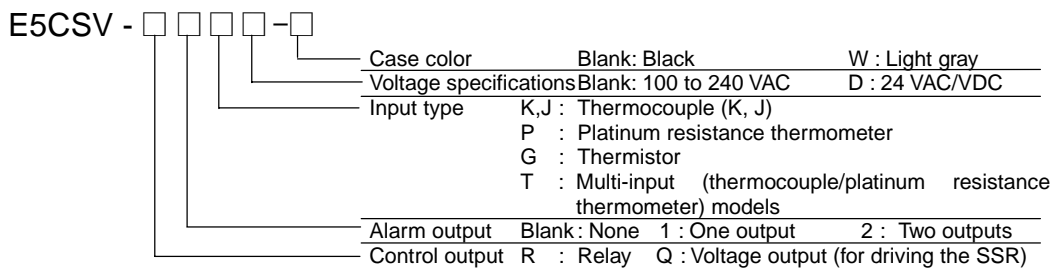 E5CSV - □ □ □ □ -□
Case color Blank: Black W : Light gray
Voltage specifications Blank: 100 to 240 VAC D : 24 VAC/VDC
Input type K,J : Thermocouple (K, J)
P : Platinum resistance thermometer
G : Thermistor
T : Multi-input (thermocouple/platinum resistance
thermometer) models
Alarm output Blank : None 1 : One output 2 : Two outputs
Control output R : Relay Q : Voltage output (for driving the SSR)